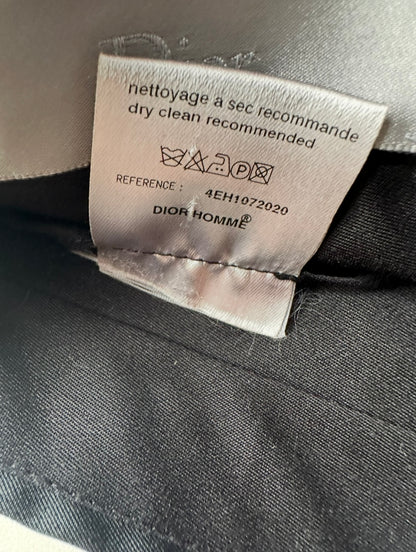 nettoyage a sec recommande
dry clean recommended
P
REFERENCE : 4EH1072020
DIOR HOMME®